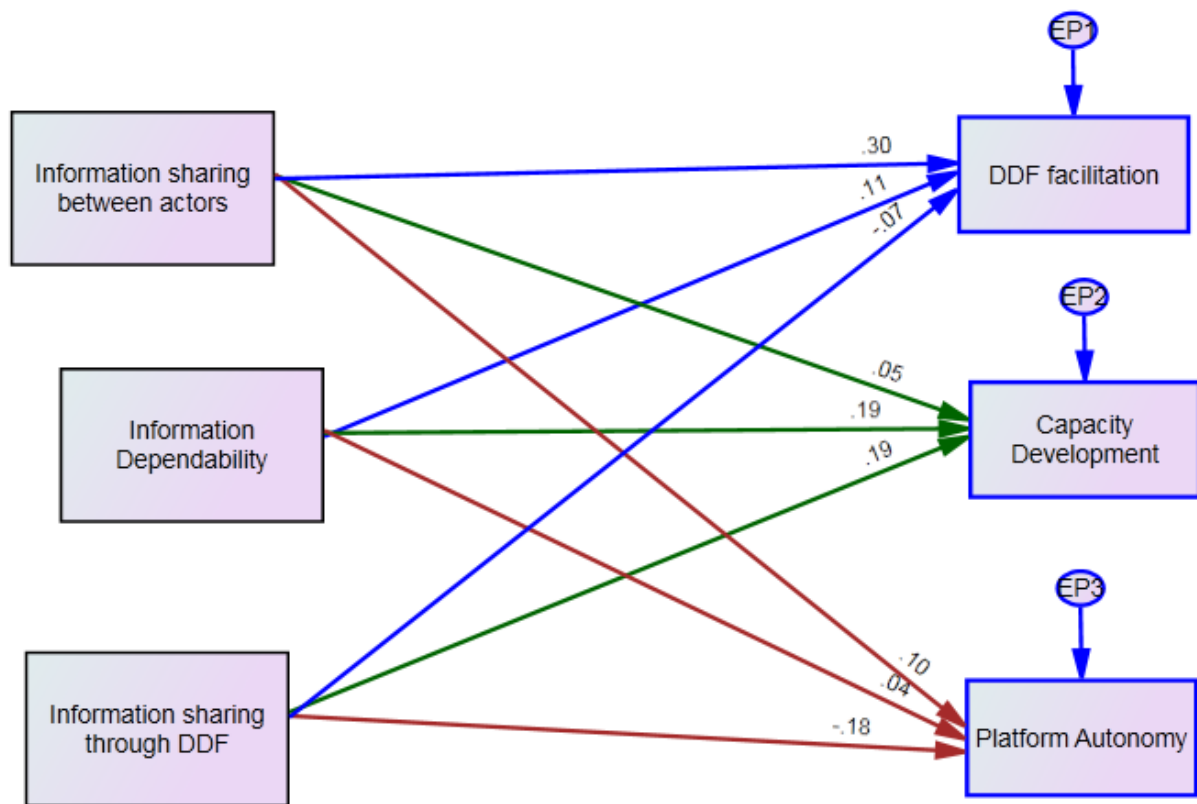 EP1
Information sharing
between actors
.30
DDF facilitation
.11
-.07
EP2
.05
Information
Dependability
.19
Capacity
Development
.19
EP3
.10
.04
Information sharing
through DDF
-.18
Platform Autonomy